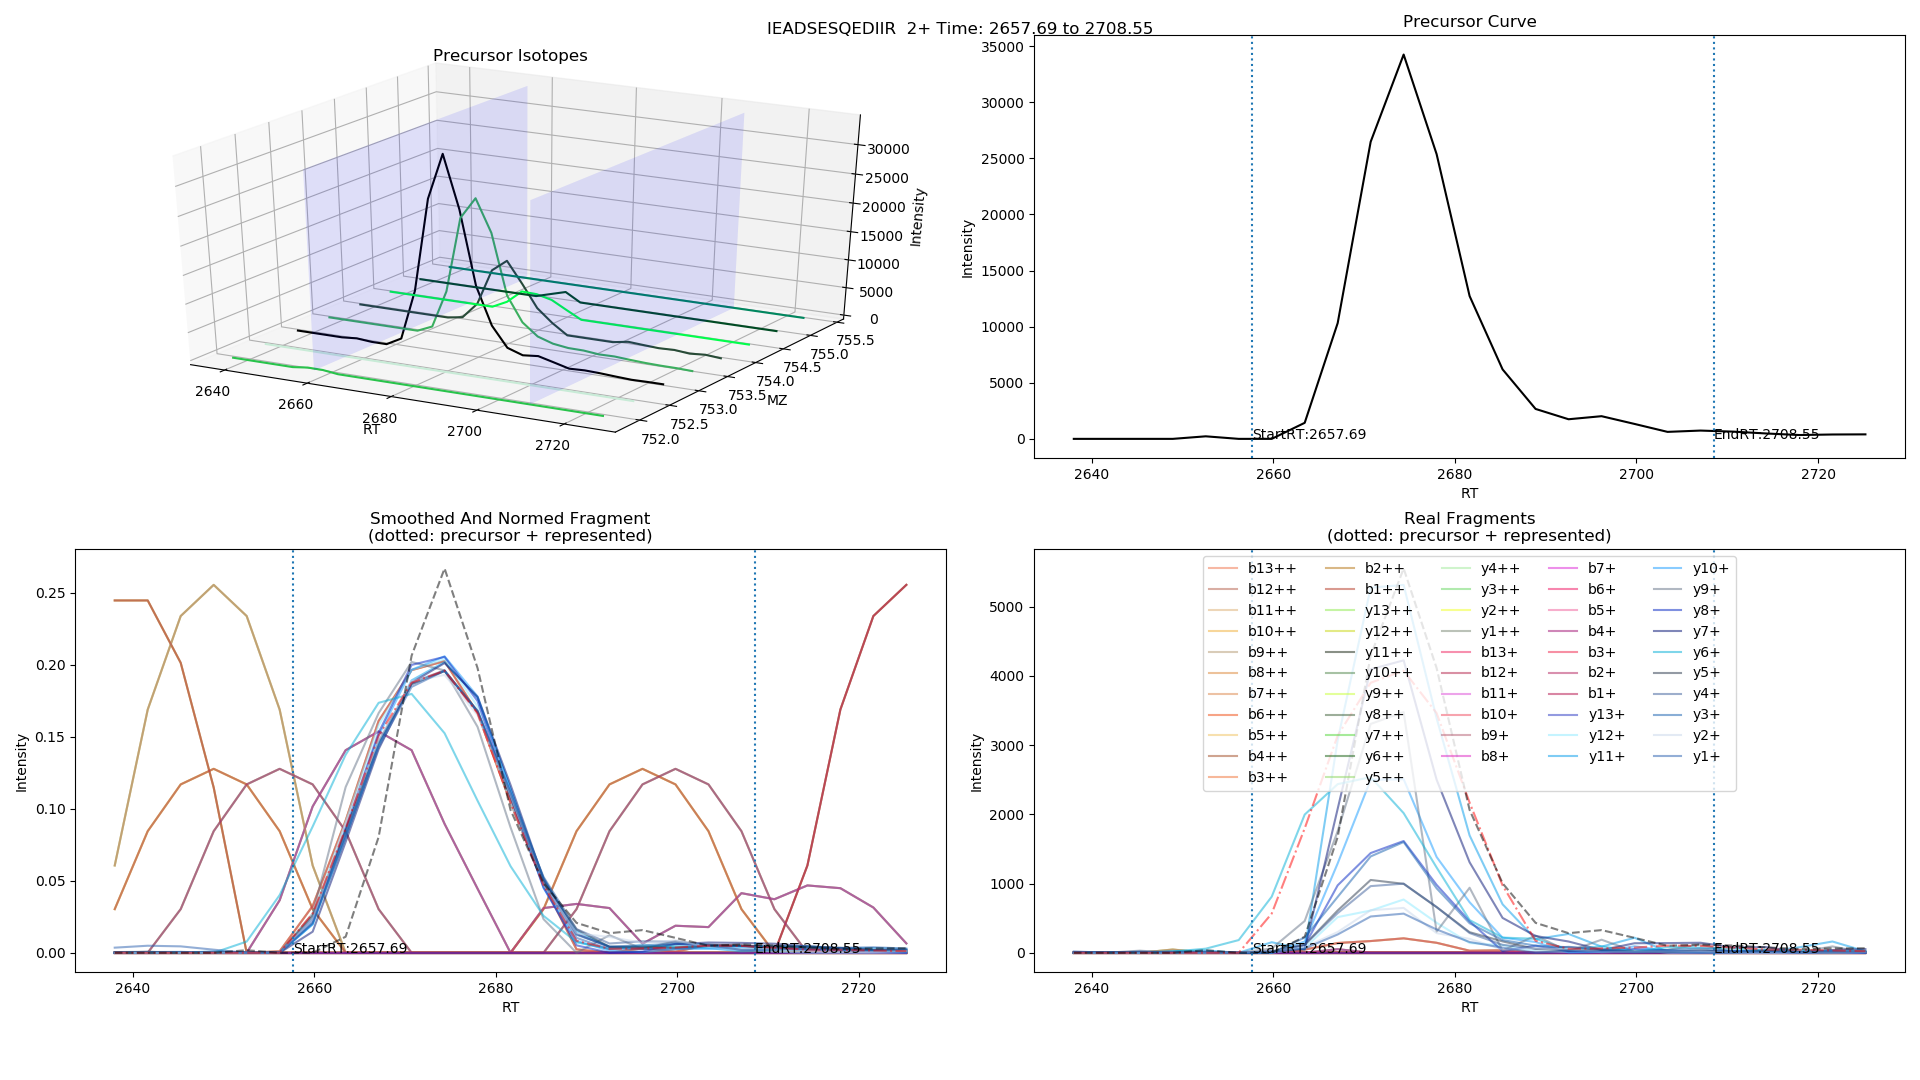 IEADSESQEDIIR  2+ Time: 2657.69 to 2708.55
Precursor Isotopes
30000
25000
20000
15000
10000
5000
0
Intensity
755.5
755.0
754.5
754.0
753.5
753.0
752.5
752.0
MZ
2640
2660
2680
2700
2720
RT
Precursor Curve
35000
30000
25000
20000
15000
10000
5000
0
Intensity
StartRT:2657.69
EndRT:2708.55
2640
2660
2680
2700
2720
RT
Smoothed And Normed Fragment
(dotted: precursor + represented)
0.25
0.20
0.15
0.10
0.05
0.00
Intensity
StartRT:2657.69
EndRT:2708.55
2640
2660
2680
2700
2720
RT
Real Fragments
(dotted: precursor + represented)
5000
4000
3000
2000
1000
0
Intensity
b13++
b12++
b11++
b10++
b9++
b8++
b7++
b6++
b5++
b4++
b3++
b2++
b1++
y13++
y12++
y11++
y10++
y9++
y8++
y7++
y6++
y5++
y4++
y3++
y2++
y1++
b13+
b12+
b11+
b10+
b9+
b8+
b7+
b6+
b5+
b4+
b3+
b2+
b1+
y13+
y12+
y11+
y10+
y9+
y8+
y7+
y6+
y5+
y4+
y3+
y2+
y1+
StartRT:2657.69
EndRT:2708.55
2640
2660
2680
2700
2720
RT